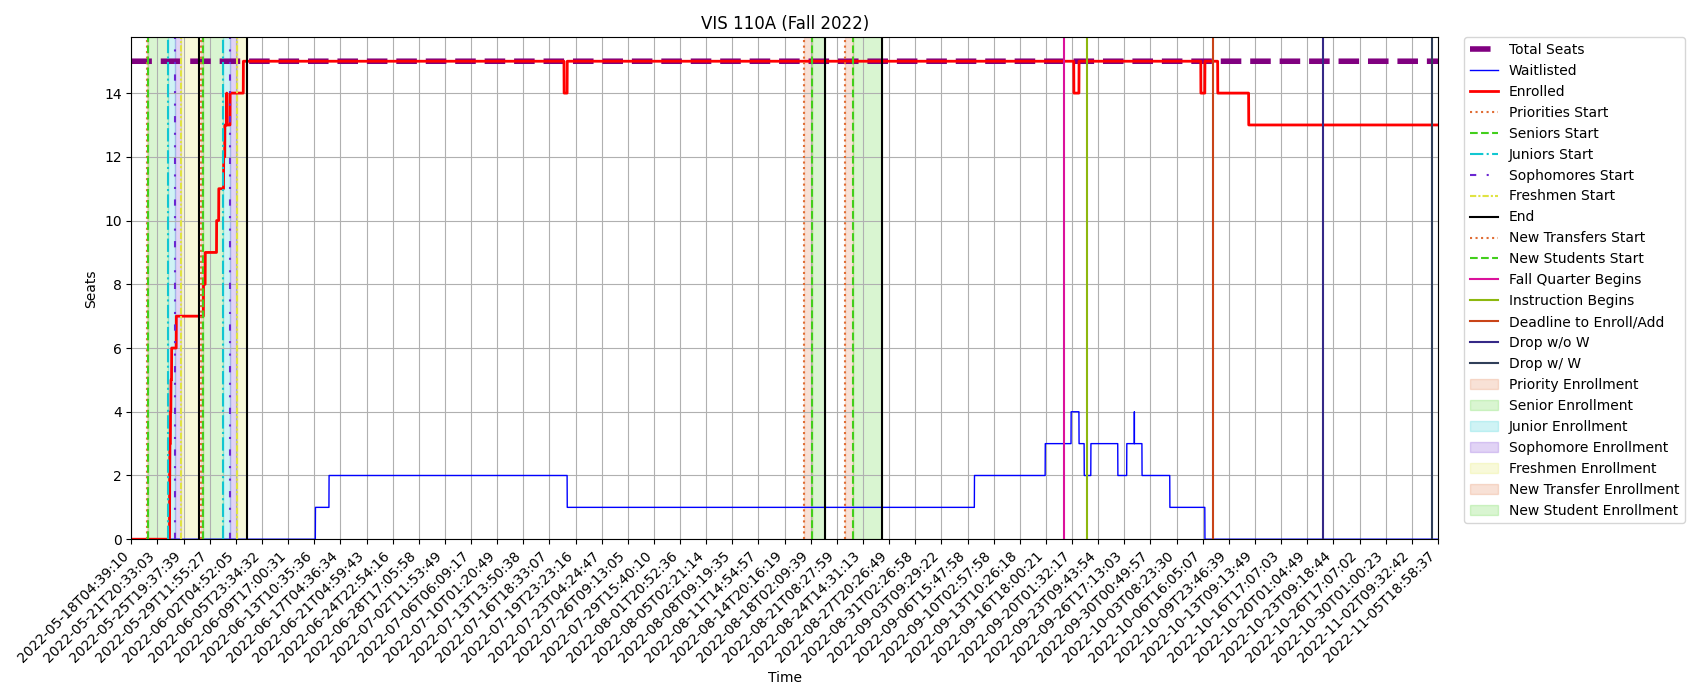 VIS 110A (Fall 2022)
Seats
14
12
10
8
6
4
2
0
2022-05-18T04:39:10
2022-05-21T20:33:03
2022-05-25T19:37:39
2022-05-29T11:55:27
2022-06-02T04:52:05
2022-06-05T23:34:32
2022-06-09T17:00:31
2022-06-13T10:35:36
2022-06-17T04:36:34
2022-06-21T04:59:43
2022-06-24T22:54:16
2022-06-28T17:05:58
2022-07-02T11:53:49
2022-07-06T06:09:17
2022-07-10T01:20:49
2022-07-13T13:50:38
2022-07-16T18:33:07
2022-07-19T23:23:16
2022-07-23T04:24:47
2022-07-26T09:13:05
2022-07-29T15:40:10
2022-08-01T20:52:36
2022-08-05T02:21:14
2022-08-08T09:19:35
2022-08-11T14:54:57
2022-08-14T20:16:19
2022-08-18T02:09:39
2022-08-21T08:27:59
2022-08-24T14:31:13
2022-08-27T20:26:49
2022-08-31T02:26:58
2022-09-03T09:29:22
2022-09-06T15:47:58
2022-09-10T02:57:58
2022-09-13T10:26:18
2022-09-16T18:00:21
2022-09-20T01:32:17
2022-09-23T09:43:54
2022-09-26T17:13:03
2022-09-30T00:49:57
2022-10-03T08:23:30
2022-10-06T16:05:07
2022-10-09T23:46:39
2022-10-13T09:13:49
2022-10-16T17:07:03
2022-10-20T01:04:49
2022-10-23T09:18:44
2022-10-26T17:07:02
2022-10-30T01:00:23
2022-11-02T09:32:42
2022-11-05T18:58:37
Time
Total Seats
Waitlisted
Enrolled
Priorities Start
Seniors Start
Juniors Start
Sophomores Start
Freshmen Start
End
New Transfers Start
New Students Start
Fall Quarter Begins
Instruction Begins
Deadline to Enroll/Add
Drop w/o W
Drop w/ W
Priority Enrollment
Senior Enrollment
Junior Enrollment
Sophomore Enrollment
Freshmen Enrollment
New Transfer Enrollment
New Student Enrollment